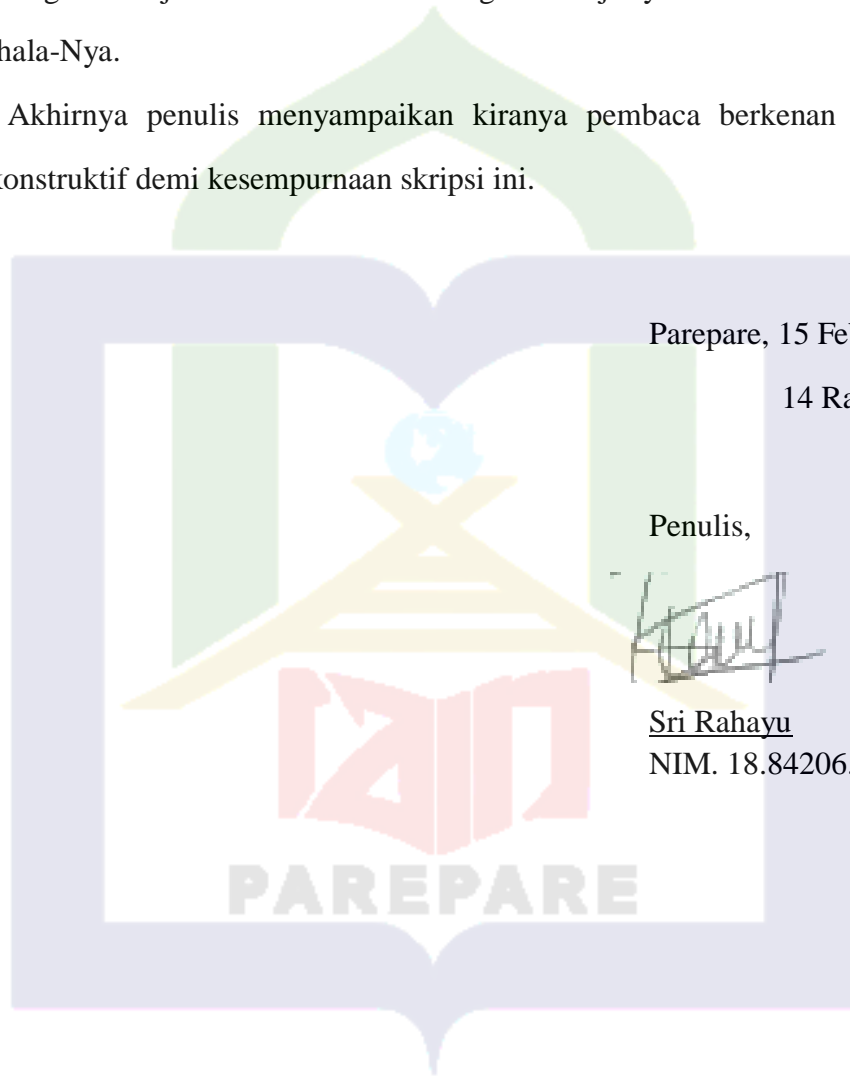 hala-Nya.
Akhirnya penulis menyampaikan kiranya pembaca berkenan
konstruktif demi kesempurnaan skripsi ini.
Parepare, 15 Fe
14 Ra
Penulis,
Sri Rahayu
NIM. 18.84206.
PAREPARE